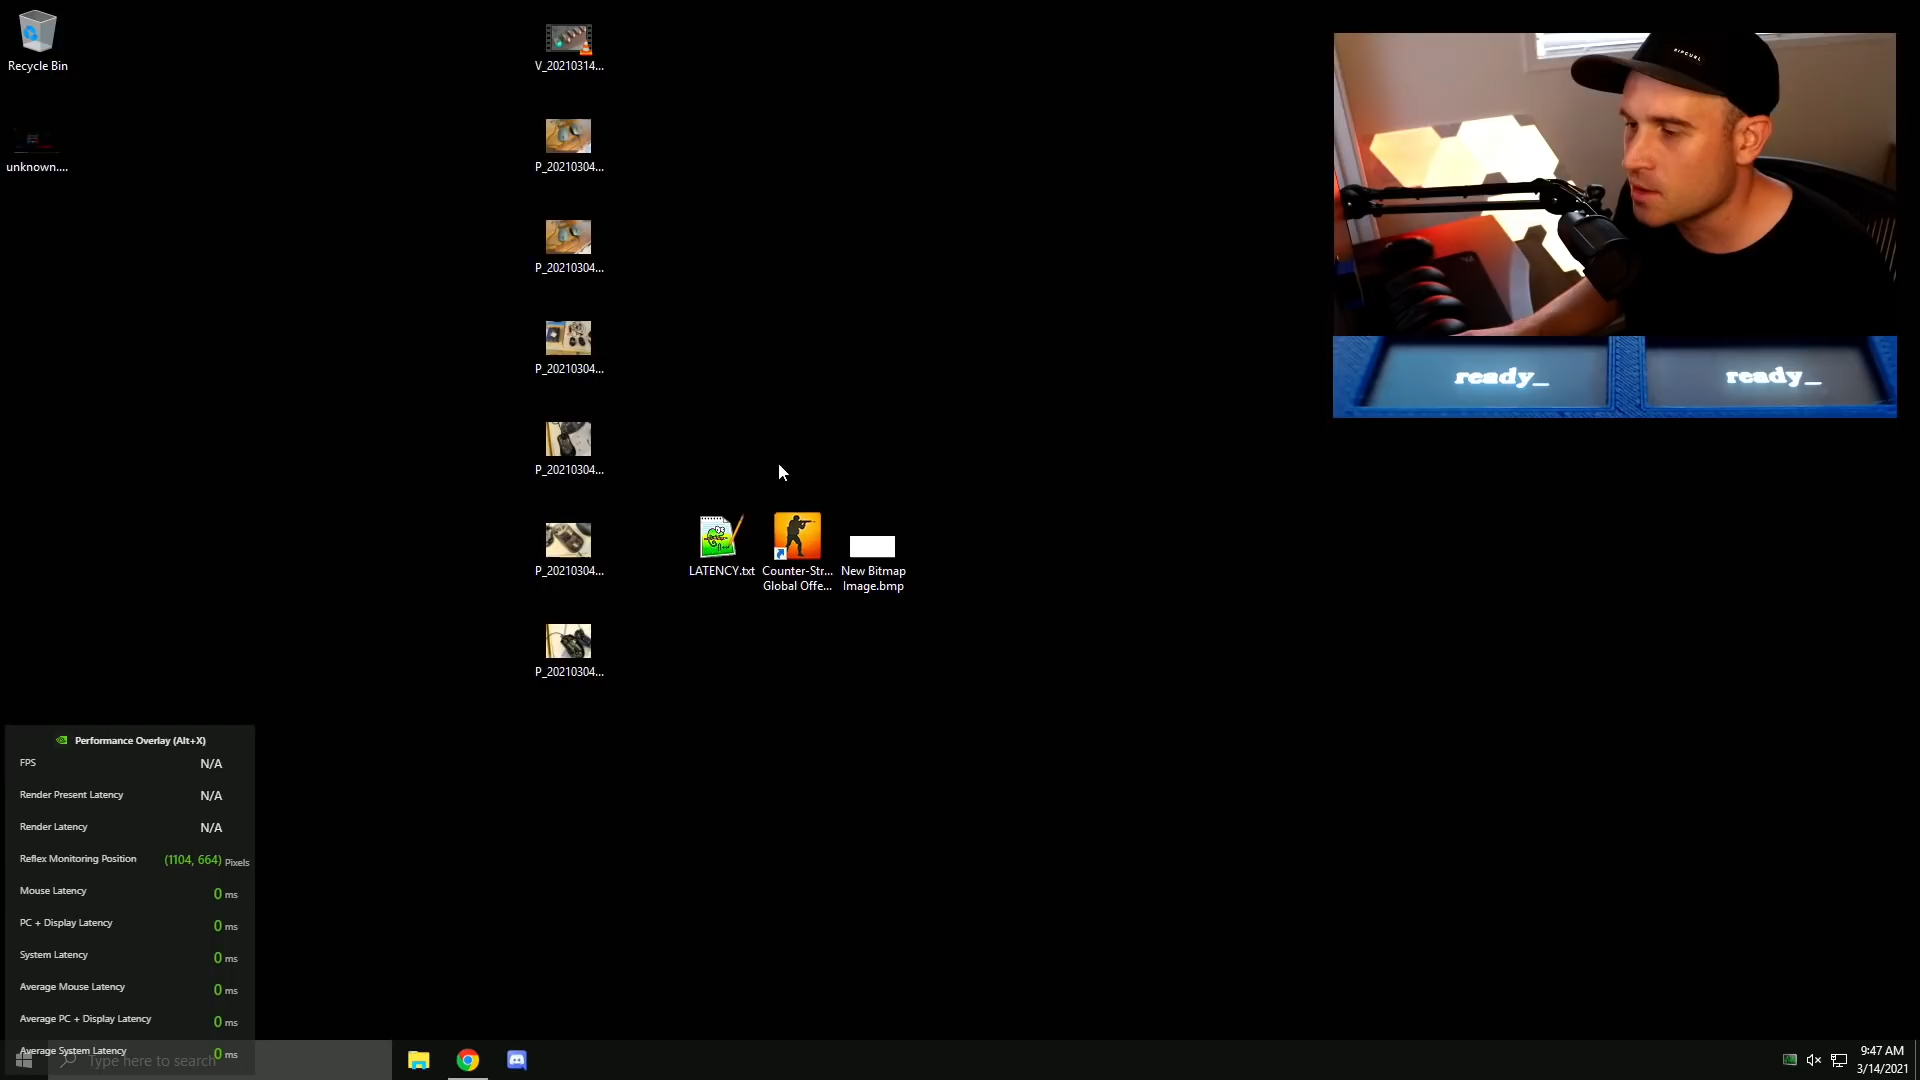 Recycle Bin
unknown....
V_20210314...
P_20210304...
P_20210304...
P_20210304...
P_20210304...
P_20210304...
P_20210304...
LATENCY.txt
Counter-Str...
Global Offe...
New Bitmap
Image.bmp
RIPCURL
ready_
ready_
Performance Overlay (Alt+X)
FPS N/A
Render Present Latency N/A
Render Latency N/A
Reflex Monitoring Position (1104, 664) Pixels
Mouse Latency 0 ms
PC + Display Latency 0 ms
System Latency 0 ms
Average Mouse Latency 0 ms
Average PC + Display Latency 0 ms
Average System Latency 0 ms
Type here to search
9:47 AM
3/14/2021